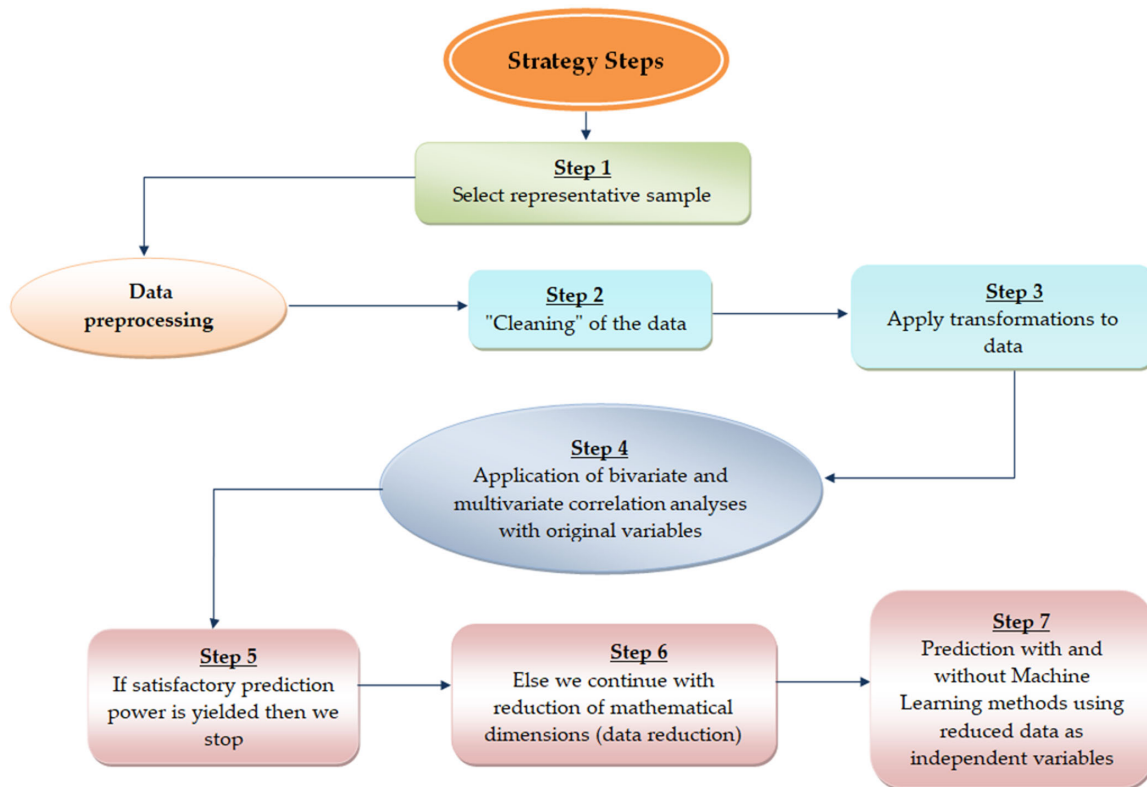 Strategy Steps
Step 1
Select representative sample
Data
preprocessing
Step 2
"Cleaning" of the data
Step 3
Apply transformations to
data
Step 4
Application of bivariate and
multivariate correlation analyses
with original variables
Step 5
If satisfactory prediction
power is yielded then we
stop
Step 6
Else we continue with
reduction of mathematical
dimensions (data reduction)
Step 7
Prediction with and
without Machine
Learning methods using
reduced data as
independent variables